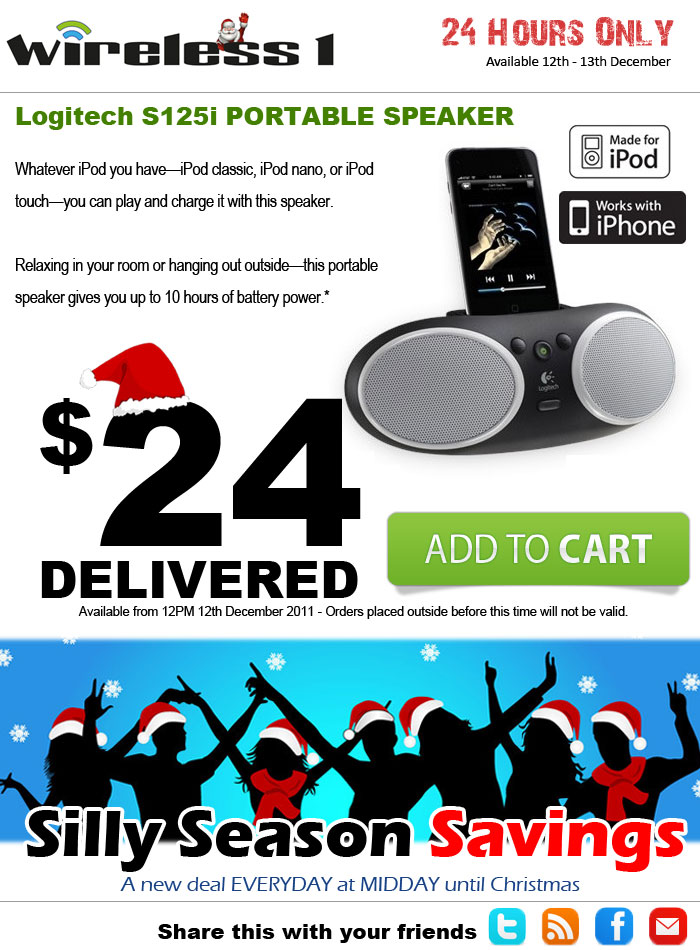 wireless 1
24 HOURS ONLY
Available 12th - 13th December
Logitech S125i PORTABLE SPEAKER
Made for
iPod
Whatever iPod you have—iPod classic, iPod nano, or iPod
touch—you can play and charge it with this speaker.
Works with
iPhone
Relaxing in your room or hanging out outside—this portable
speaker gives you up to 10 hours of battery power.*
Logitech
$24
DELIVERED
ADD TO CART
Available from 12PM 12th December 2011 - Orders placed outside before this time will not be valid.
Silly Season Savings
A new deal EVERYDAY at MIDDAY until Christmas
Share this with your friends